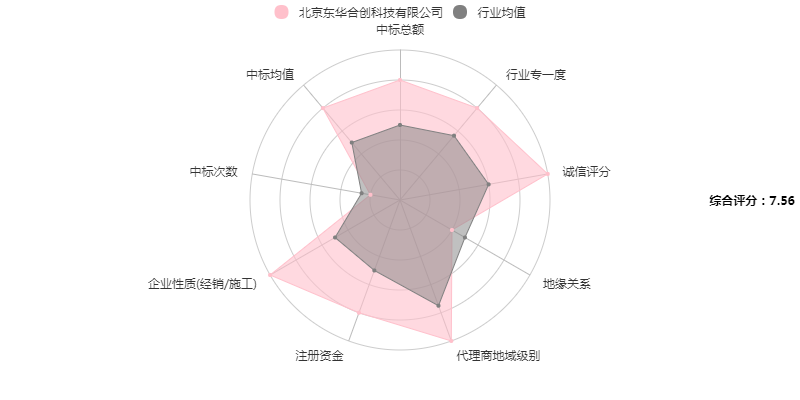 北京东华合创科技有限公司 行业均值
中标总额
中标均值 行业专一度
中标次数 诚信评分
综合评分：7.56
企业性质(经销/施工) 地缘关系
注册资金 代理商地域级别